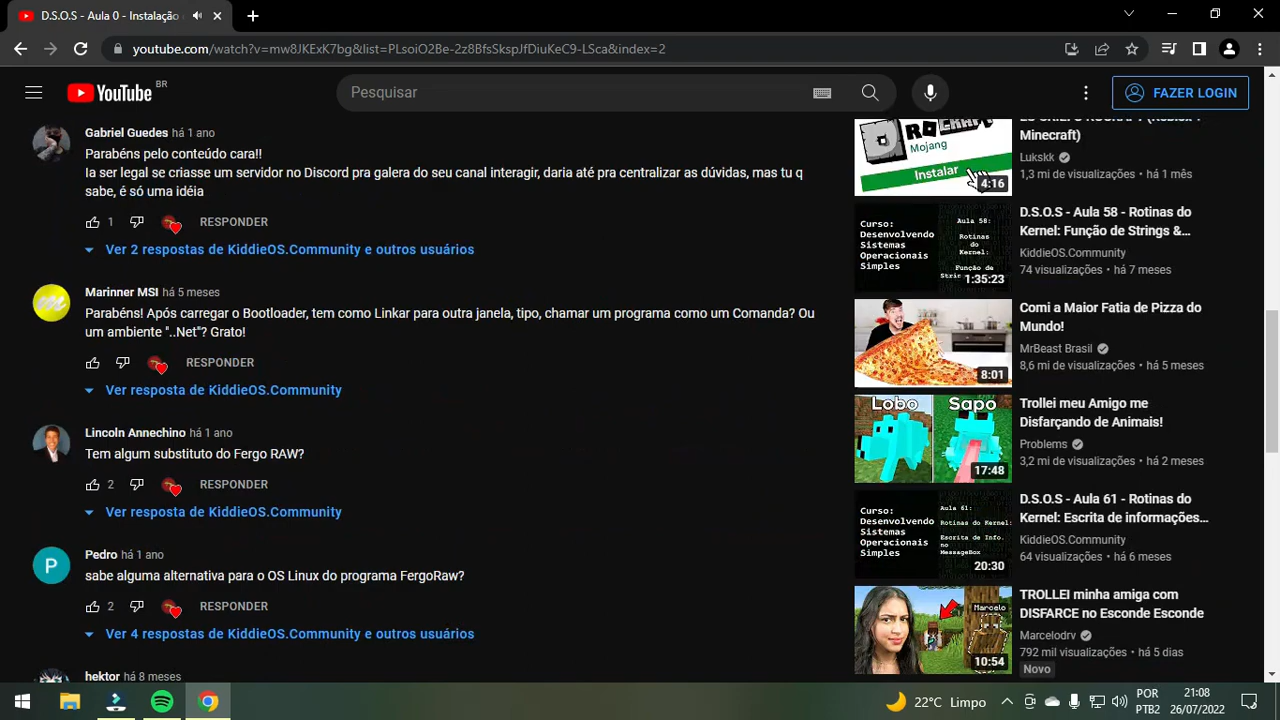 D.S.O.S - Aula 0 - Instalação
youtube.com/watch?v=mw8JKExK7bg&list=PLsoiO2Be-2z8BfsSkspJfDiuKeC9-LSca&index=2
YouTube BR
Pesquisar
FAZER LOGIN
Gabriel Guedes há 1 ano
Parabéns pelo conteúdo cara!!
Ia ser legal se criasse um servidor no Discord pra galera do seu canal interagir, daria até pra centralizar as dúvidas, mas tu q
sabe, é só uma idéia
1 RESPONDER
Ver 2 respostas de KiddieOS.Community e outros usuários
Marinner MSI há 5 meses
Parabéns! Após carregar o Bootloader, tem como Linkar para outra janela, tipo, chamar um programa como um Comanda? Ou
um ambiente "..Net"? Grato!
RESPONDER
Ver resposta de KiddieOS.Community
Lincoln Annechino há 1 ano
Tem algum substituto do Fergo RAW?
2 RESPONDER
Ver resposta de KiddieOS.Community
Pedro há 1 ano
P
sabe alguma alternativa para o OS Linux do programa FergoRaw?
2 RESPONDER
Ver 4 respostas de KiddieOS.Community e outros usuários
hektor há 8 meses
Mojang
Instalar
4:16
Minecraft)
Lukskk
1,3 mi de visualizações • há 1 mês
Curso:
Desenvolvendo
Sistemas
Operacionais
Simples
Aula 58:
Rotinas
do
Kernel:
Função de
1:35:23
D.S.O.S - Aula 58 - Rotinas do
Kernel: Função de Strings &...
KiddieOS.Community
74 visualizações • há 7 meses
8:01
Comi a Maior Fatia de Pizza do
Mundo!
MrBeast Brasil
8,6 mi de visualizações • há 5 meses
Lobo Sapo
17:48
Trollei meu Amigo me
Disfarçando de Animais!
Problems
3,2 mi de visualizações • há 2 meses
Curso:
Desenvolvendo
Sistemas
Operacionais
Simples
Aula 61:
Rotinas do Kernel:
Escrita de Info.
no
MessageBox
20:30
D.S.O.S - Aula 61 - Rotinas do
Kernel: Escrita de informações...
KiddieOS.Community
64 visualizações • há 6 meses
Marcelo
10:54
TROLLEI minha amiga com
DISFARCE no Esconde Esconde
Marcelodrv
792 mil visualizações • há 5 dias
Novo
22°C Limpo
POR
PTB2
21:08
26/07/2022